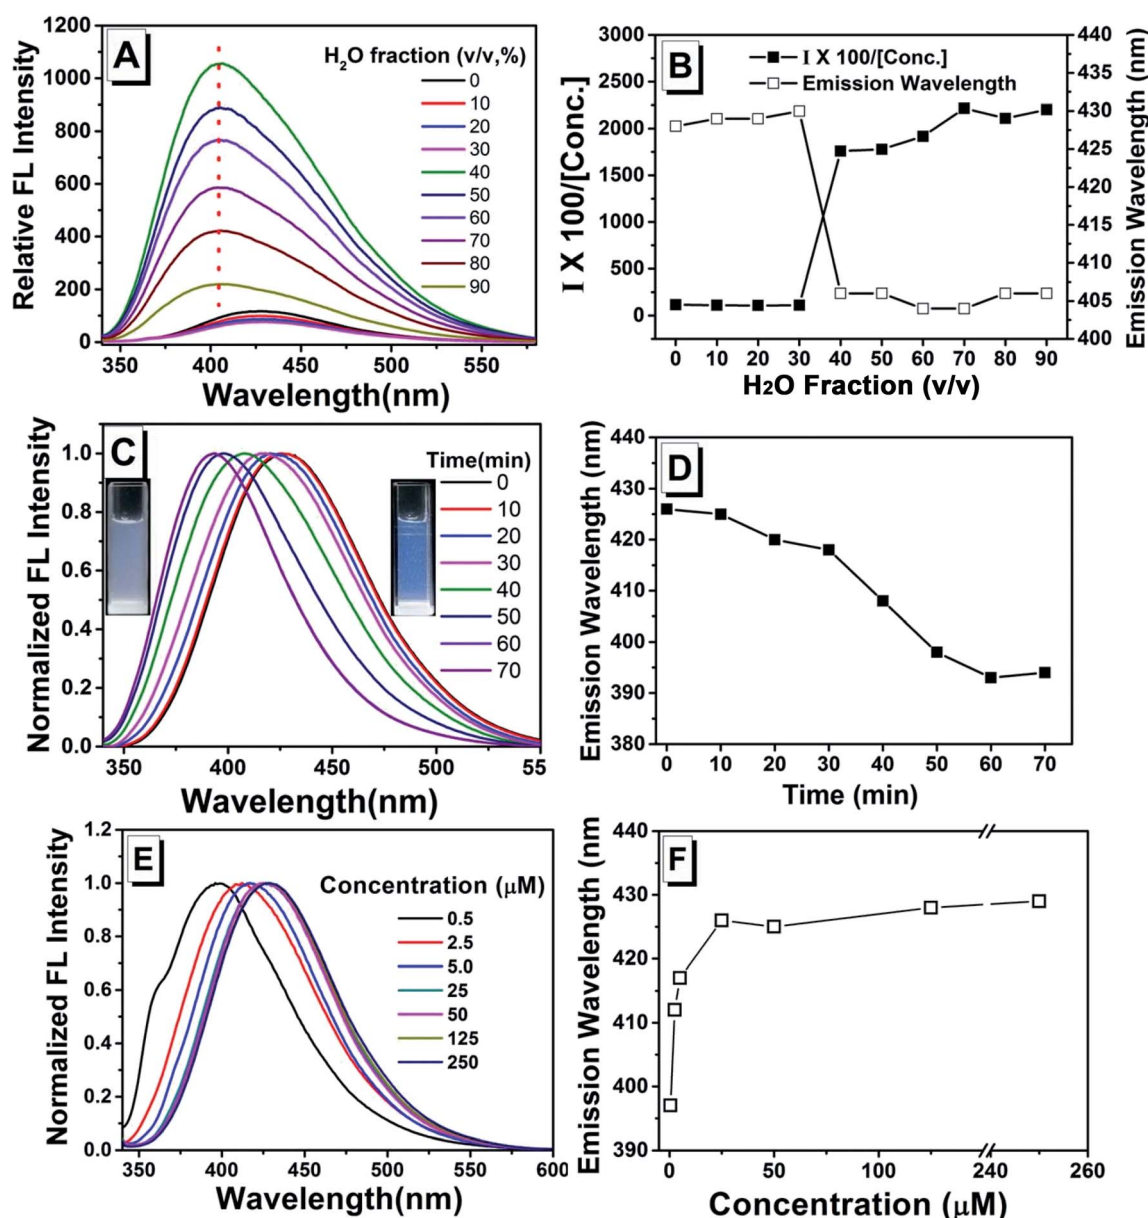 A
H₂O fraction (v/v,%)
0
10
20
30
40
50
60
70
80
90
Relative FL Intensity
1200
1000
800
600
400
200
0
350 400 450 500 550
Wavelength(nm)
B
I X 100/[Conc.]
Emission Wavelength
I X 100/[Conc.]
3000
2500
2000
1500
1000
500
0
440
435
430
425
420
415
410
405
400
Emission Wavelength (nm)
0 10 20 30 40 50 60 70 80 90
H₂O Fraction (v/v)
C
Time(min)
0
10
20
30
40
50
60
70
Normalized FL Intensity
1.0
0.8
0.6
0.4
0.2
0.0
350 400 450 500 55
Wavelength(nm)
D
Emission Wavelength (nm)
440
430
420
410
400
390
380
0 10 20 30 40 50 60 70
Time (min)
E
Concentration (μM)
0.5
2.5
5.0
25
50
125
250
Normalized FL Intensity
1.2
1.0
0.8
0.6
0.4
0.2
0.0
350 400 450 500 550 600
Wavelength(nm)
F
Emission Wavelength (nm
440
430
420
410
400
390
0 50 100 240 260
Concentration (μM)